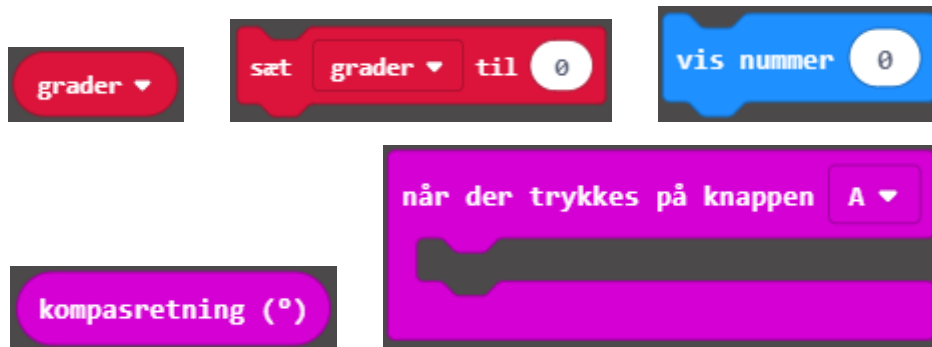 grader
sæt grader til 0
vis nummer 0
kompasretning (°)
når der trykkes på knappen A